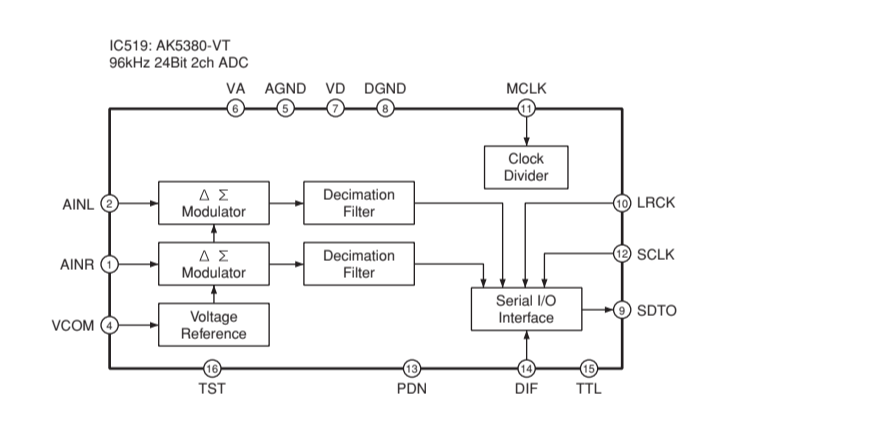 IC519: AK5380-VT
96kHz 24Bit 2ch ADC
VA AGND VD DGND MCLK
6 5 7 8 11
Clock
Divider
AINL 2
Δ Σ
Modulator
Decimation
Filter
10 LRCK
AINR 1
Δ Σ
Modulator
Decimation
Filter
12 SCLK
VCOM 4
Voltage
Reference
Serial I/O
Interface
9 SDTO
16 13 14 15
TST PDN DIF TTL